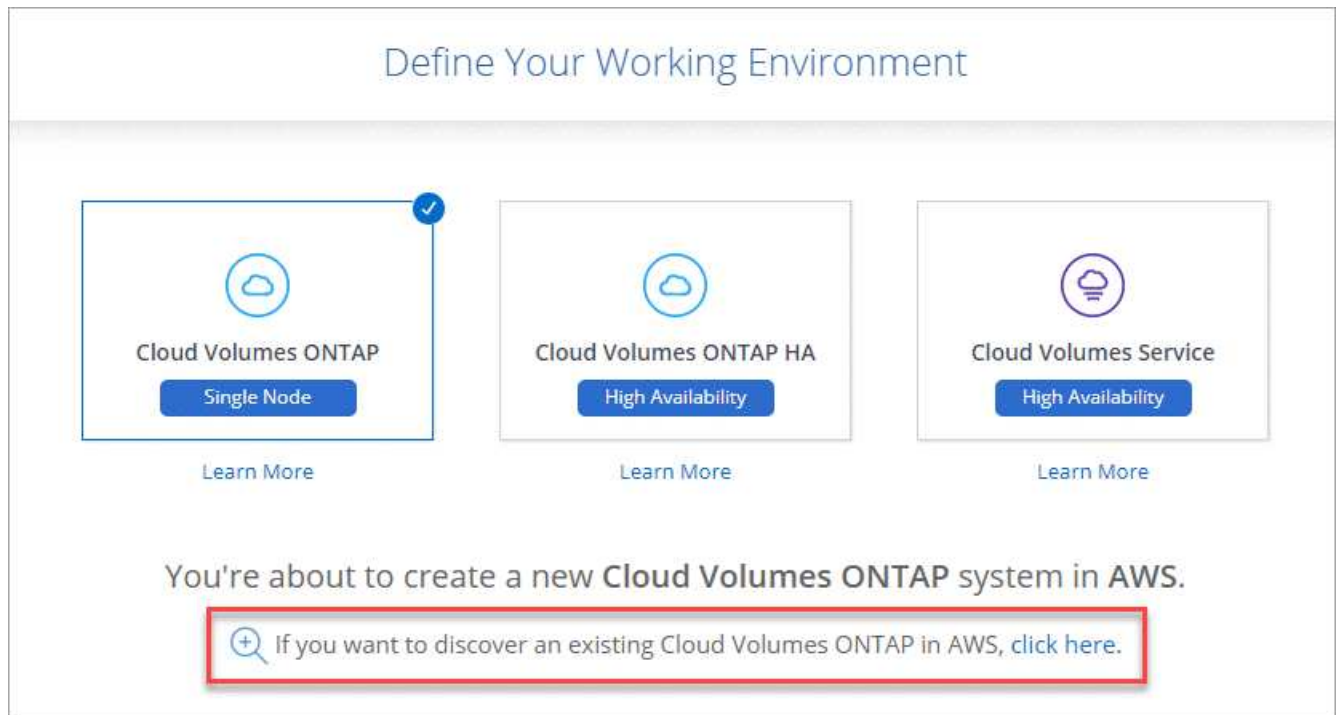 Define Your Working Environment
Cloud Volumes ONTAP
Single Node
Learn More
Cloud Volumes ONTAP HA
High Availability
Learn More
Cloud Volumes Service
High Availability
Learn More
You're about to create a new Cloud Volumes ONTAP system in AWS.
If you want to discover an existing Cloud Volumes ONTAP in AWS, click here.